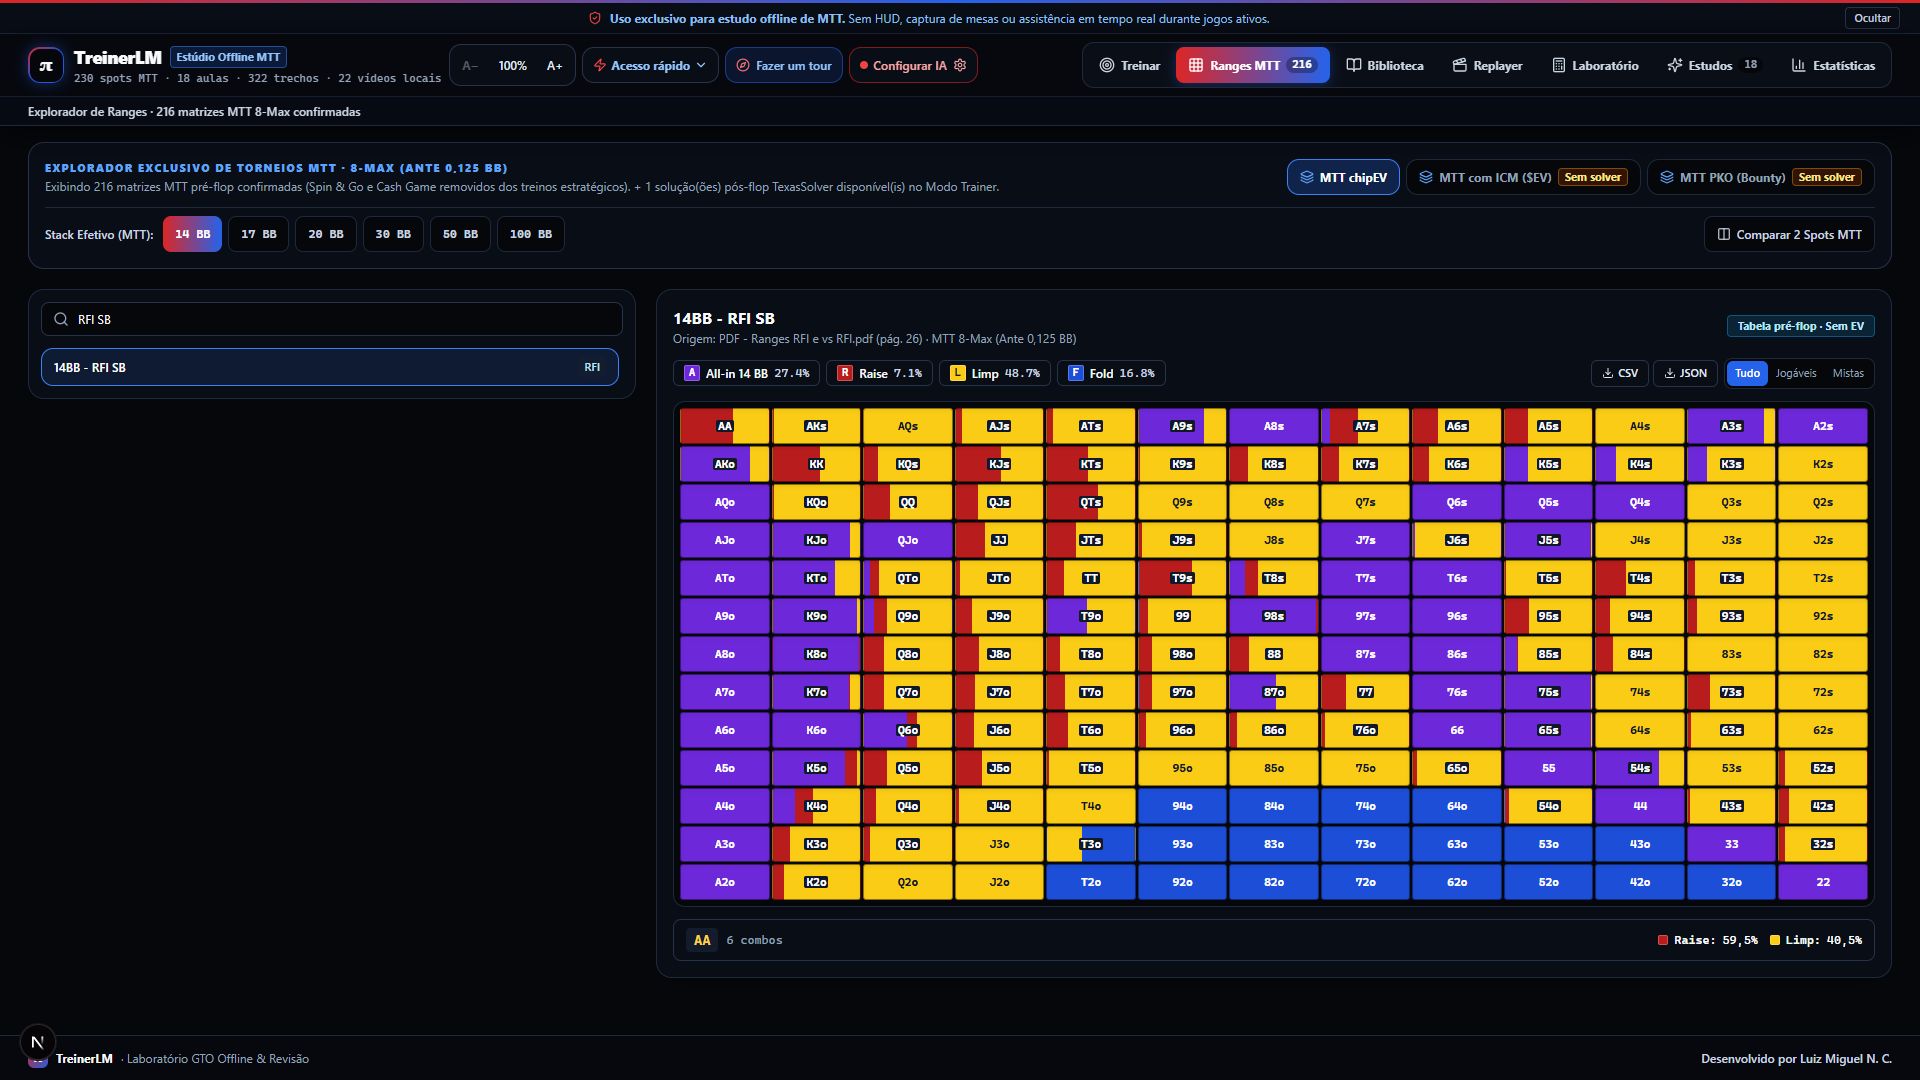 Uso exclusivo para estudo offline de MTT. Sem HUD, captura de mesas ou assistência em tempo real durante jogos ativos.
Ocultar
π
TreinerLM
Estúdio Offline MTT
230 spots MTT · 18 aulas · 322 trechos · 22 vídeos locais
A− 100% A+
Acesso rápido
Fazer um tour
Configurar IA
Treinar
Ranges MTT 216
Biblioteca
Replayer
Laboratório
Estudos 18
Estatísticas
Explorador de Ranges · 216 matrizes MTT 8-Max confirmadas
EXPLORADOR EXCLUSIVO DE TORNEIOS MTT · 8-MAX (ANTE 0,125 BB)
Exibindo 216 matrizes MTT pré-flop confirmadas (Spin & Go e Cash Game removidos dos treinos estratégicos). + 1 solução(ões) pós-flop TexasSolver disponível(is) no Modo Trainer.
MTT chipEV
MTT com ICM ($EV) Sem solver
MTT PKO (Bounty) Sem solver
Stack Efetivo (MTT): 14 BB 17 BB 20 BB 30 BB 50 BB 100 BB
Comparar 2 Spots MTT
RFI SB
14BB - RFI SB RFI
14BB - RFI SB
Origem: PDF - Ranges RFI e vs RFI.pdf (pág. 26) · MTT 8-Max (Ante 0,125 BB)
Tabela pré-flop · Sem EV
A All-in 14 BB 27.4% R Raise 7.1% L Limp 48.7% F Fold 16.8%
CSV JSON Tudo Jogáveis Mistas
AA AKs AQs AJs ATs A9s A8s A7s A6s A5s A4s A3s A2s
AKo KK KQs KJs KTs K9s K8s K7s K6s K5s K4s K3s K2s
AQo KQo QQ QJs QTs Q9s Q8s Q7s Q6s Q5s Q4s Q3s Q2s
AJo KJo QJo JJ JTs J9s J8s J7s J6s J5s J4s J3s J2s
ATo KTo QTo JTo TT T9s T8s T7s T6s T5s T4s T3s T2s
A9o K9o Q9o J9o T9o 99 98s 97s 96s 95s 94s 93s 92s
A8o K8o Q8o J8o T8o 98o 88 87s 86s 85s 84s 83s 82s
A7o K7o Q7o J7o T7o 97o 87o 77 76s 75s 74s 73s 72s
A6o K6o Q6o J6o T6o 96o 86o 76o 66 65s 64s 63s 62s
A5o K5o Q5o J5o T5o 95o 85o 75o 65o 55 54s 53s 52s
A4o K4o Q4o J4o T4o 94o 84o 74o 64o 54o 44 43s 42s
A3o K3o Q3o J3o T3o 93o 83o 73o 63o 53o 43o 33 32s
A2o K2o Q2o J2o T2o 92o 82o 72o 62o 52o 42o 32o 22
AA 6 combos
Raise: 59,5% Limp: 40,5%
N
TreinerLM · Laboratório GTO Offline & Revisão
Desenvolvido por Luiz Miguel N. C.